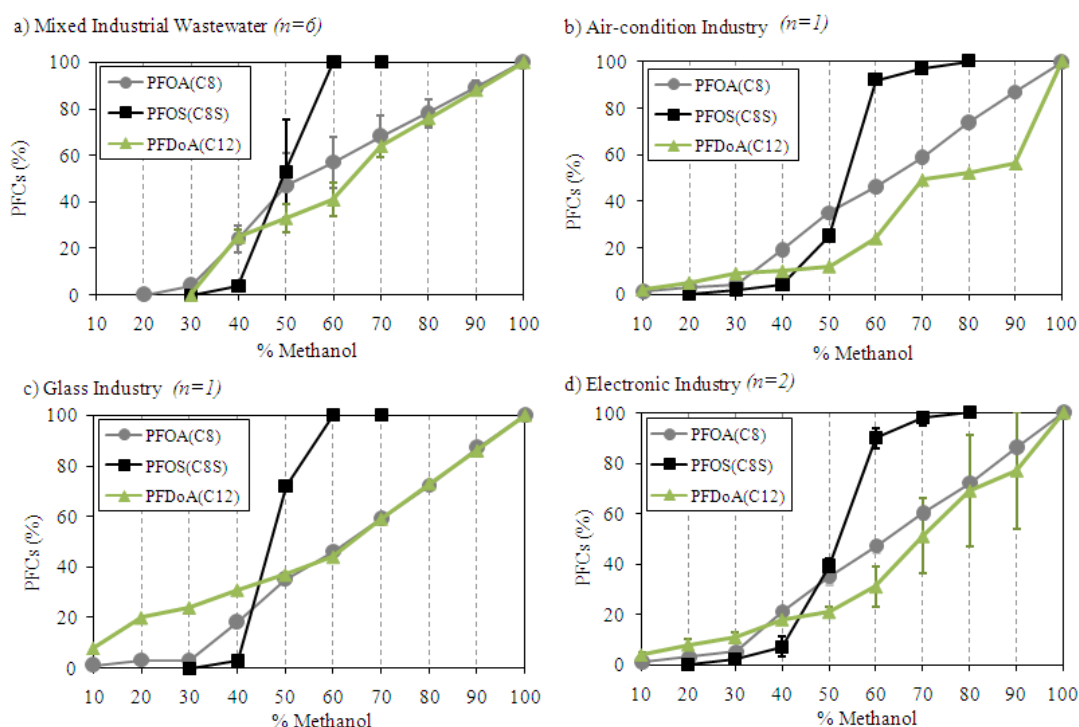 a) Mixed Industrial Wastewater (n=6)
100
80
60
40
20
0
PFCs (%)
PFOA(C8)
PFOS(C8S)
PFDoA(C12)
10 20 30 40 50 60 70 80 90 100
% Methanol
b) Air-condition Industry (n=1)
100
80
60
40
20
0
PFCs (%)
PFOA(C8)
PFOS(C8S)
PFDoA(C12)
10 20 30 40 50 60 70 80 90 100
% Methanol
c) Glass Industry (n=1)
100
80
60
40
20
0
PFCs (%)
PFOA(C8)
PFOS(C8S)
PFDoA(C12)
10 20 30 40 50 60 70 80 90 100
% Methanol
d) Electronic Industry (n=2)
100
80
60
40
20
0
PFCs (%)
PFOA(C8)
PFOS(C8S)
PFDoA(C12)
10 20 30 40 50 60 70 80 90 100
% Methanol